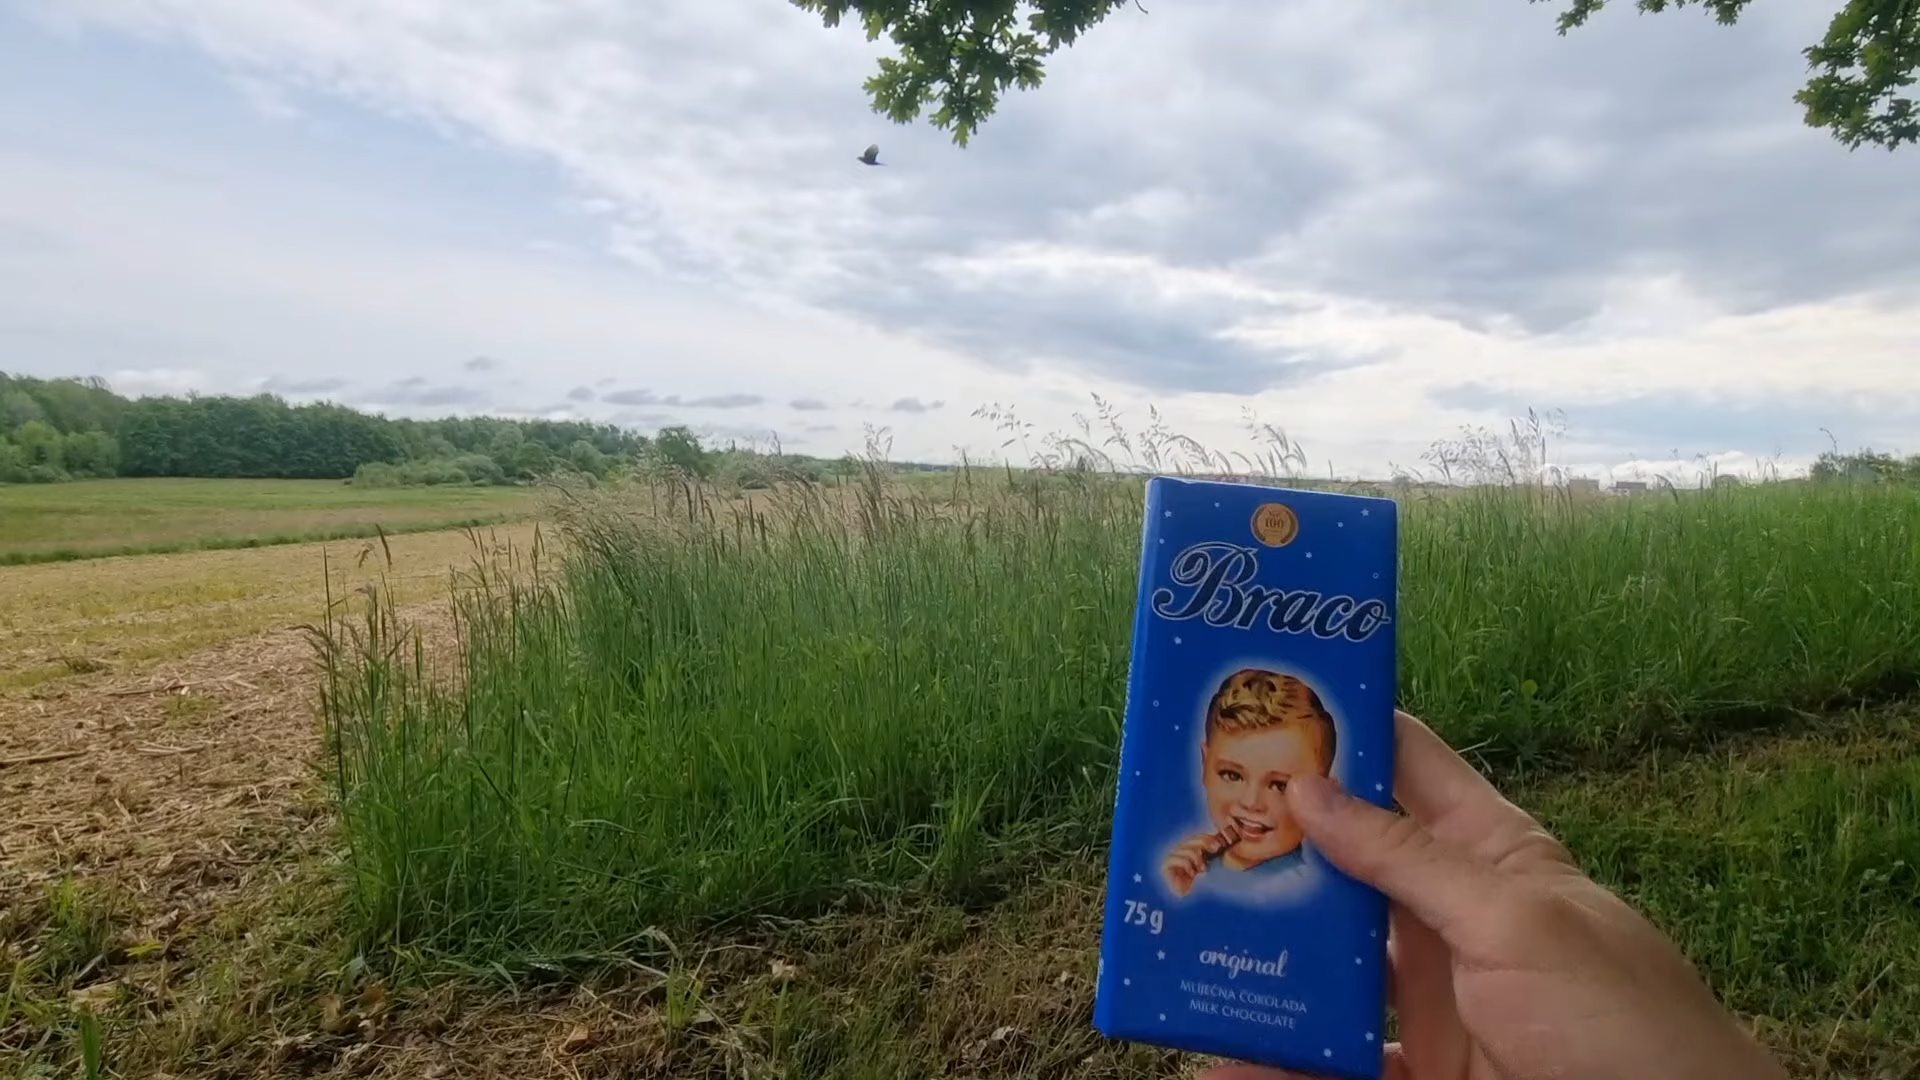 100
Braco
75g
original
MLIJEČNA ČOKOLADA
MILK CHOCOLATE